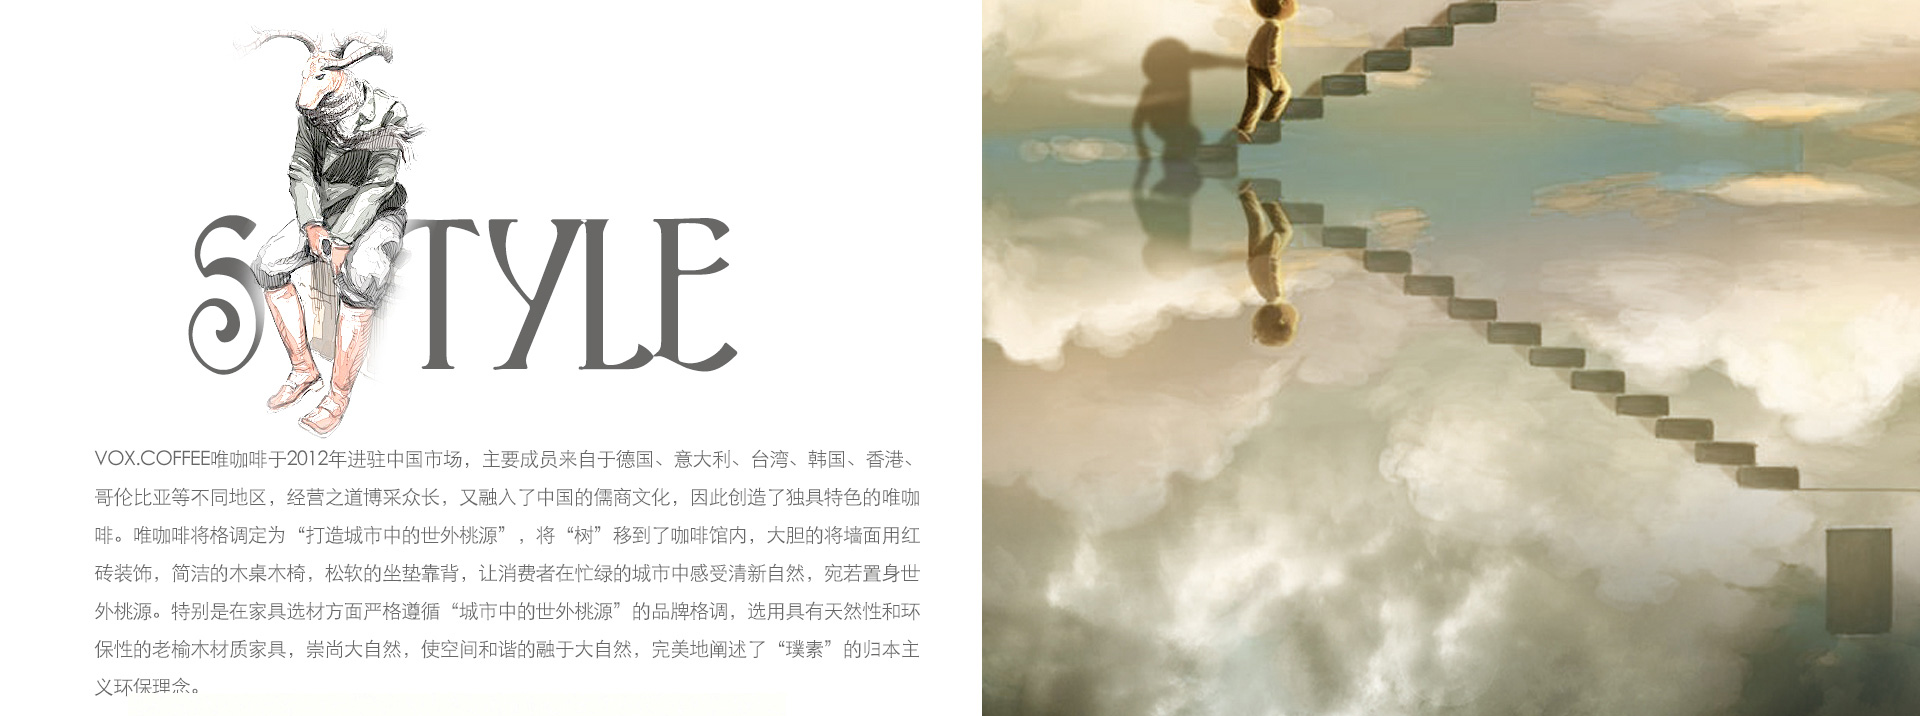 STYLE
VOX.COFFEE唯咖啡于2012年进驻中国市场，主要成员来自于德国、意大利、台湾、韩国、香港、
哥伦比亚等不同地区，经营之道博采众长，又融入了中国的儒商文化，因此创造了独具特色的唯咖
啡。唯咖啡将格调定为“打造城市中的世外桃源”，将“树”移到了咖啡馆内，大胆的将墙面用红
砖装饰，简洁的木桌木椅，松软的坐垫靠背，让消费者在忙绿的城市中感受清新自然，宛若置身世
外桃源。特别是在家具选材方面严格遵循“城市中的世外桃源”的品牌格调，选用具有天然性和环
保性的老榆木材质家具，崇尚大自然，使空间和谐的融于大自然，完美地阐述了“璞素”的归本主
义环保理念。